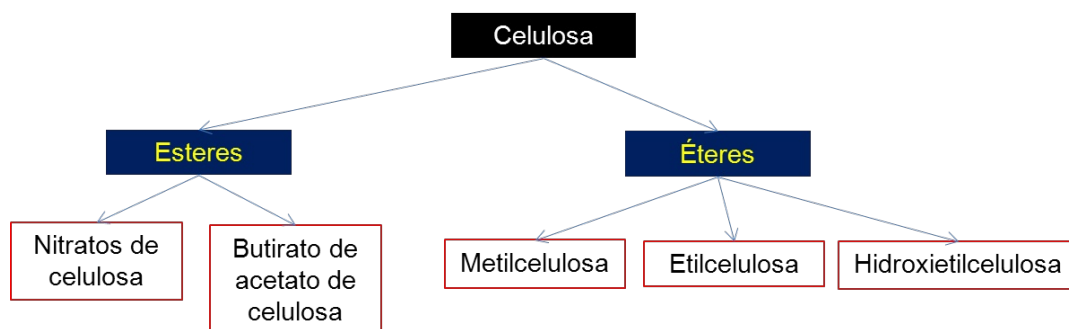 Celulosa
Esteres
Éteres
Nitratos de
celulosa
Butirato de
acetato de
celulosa
Metilcelulosa
Etilcelulosa
Hidroxietilcelulosa